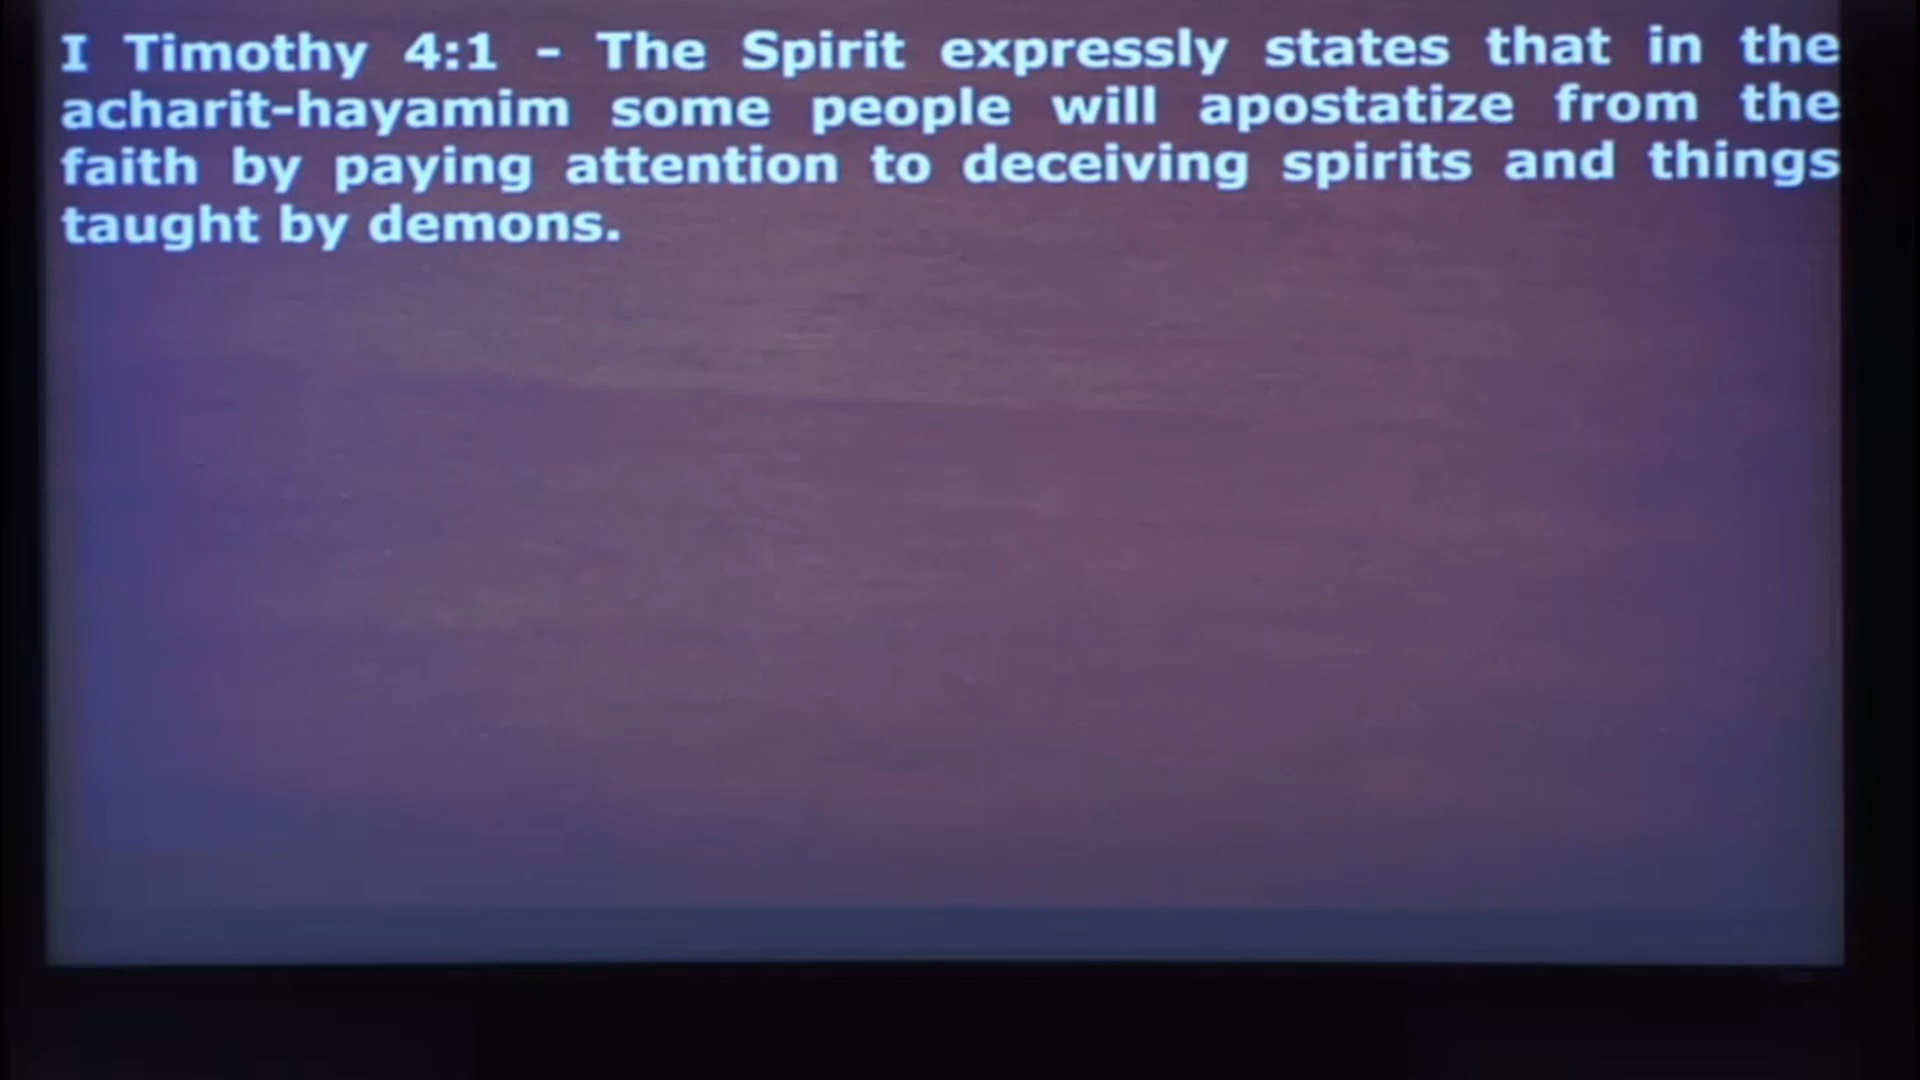 I Timothy 4:1 - The Spirit expressly states that in the
acharit-hayamim some people will apostatize from the
faith by paying attention to deceiving spirits and things
taught by demons.